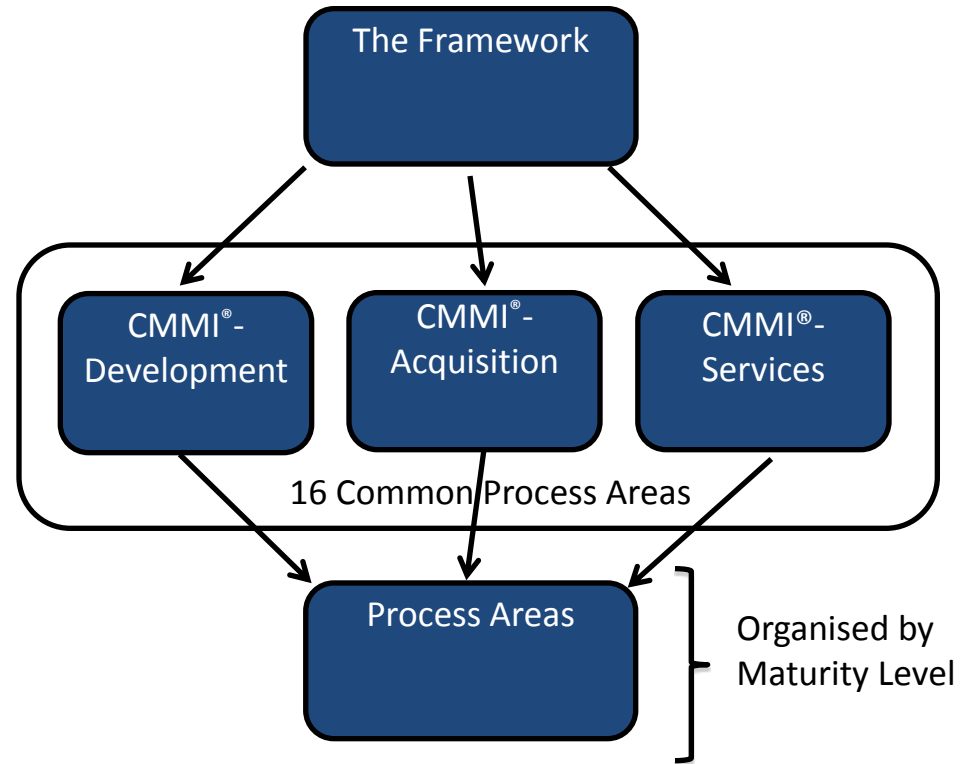 The Framework
CMMI®-
Development
CMMI®-
Acquisition
CMMI®-
Services
16 Common Process Areas
Process Areas
Organised by
Maturity Level